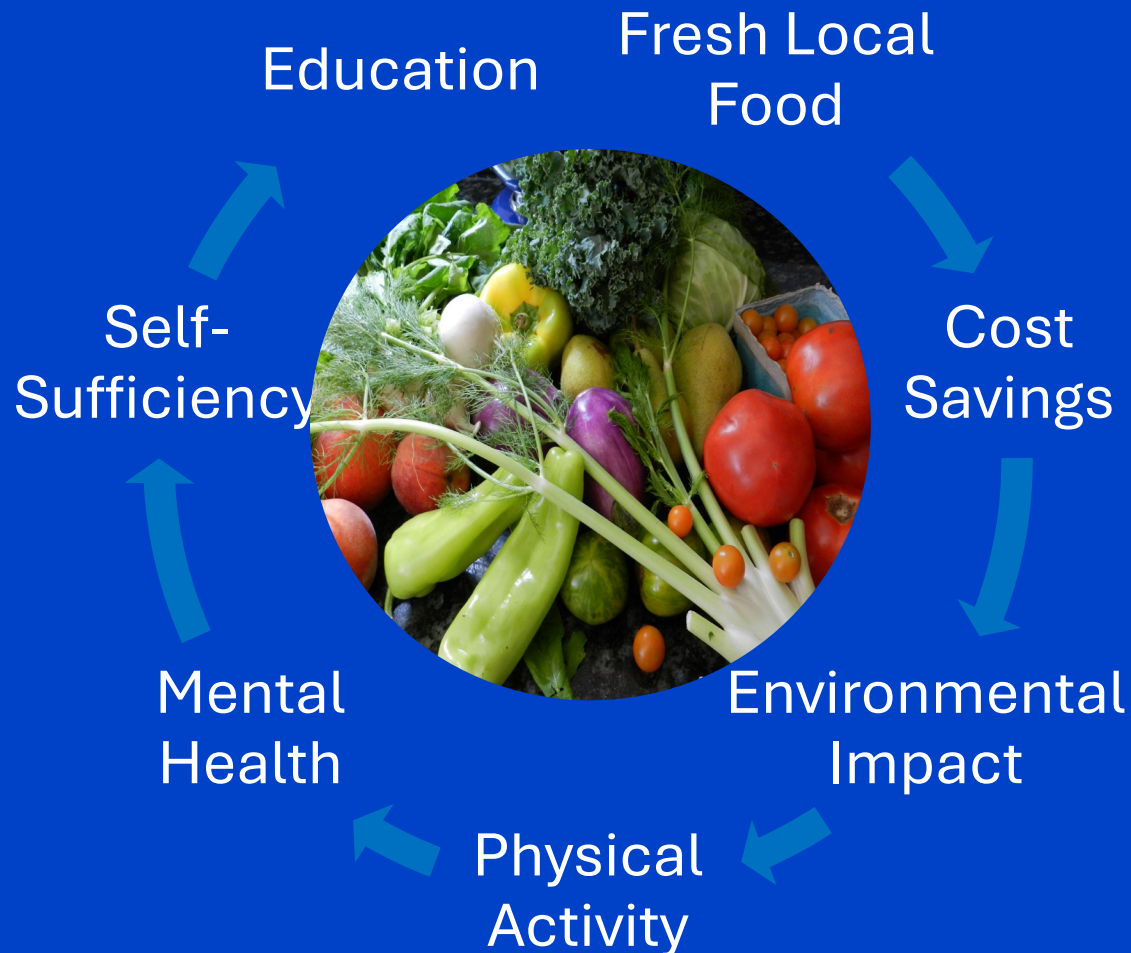 Education
Fresh Local
Food
Cost
Savings
Environmental
Impact
Physical
Activity
Mental
Health
Self-
Sufficiency